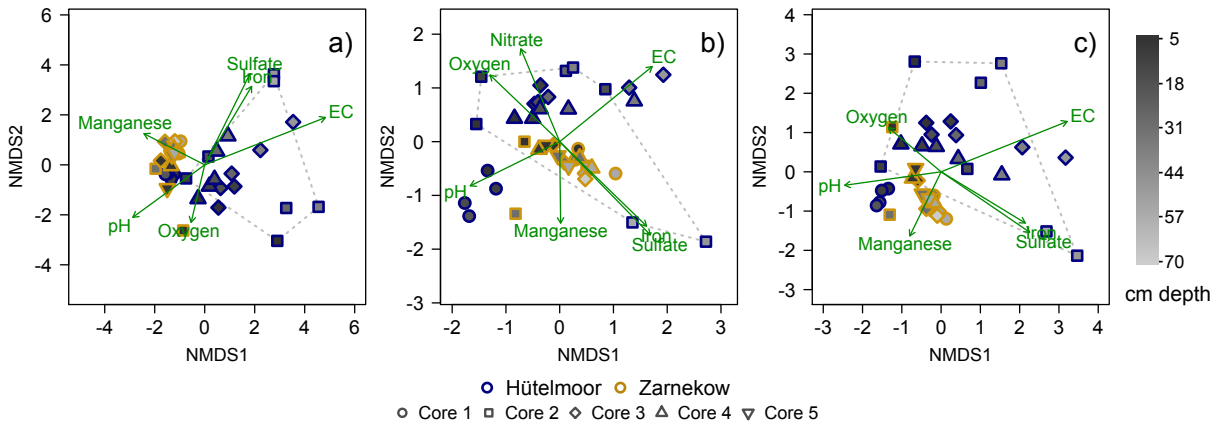 a)
6
4
2
0
-2
-4
NMDS2
Sulfate
Iron
EC
Manganese
pH
Oxygen
-4 -2 0 2 4 6
NMDS1
b)
2
1
0
-1
-2
-3
NMDS2
Nitrate
Oxygen
EC
pH
Manganese
Iron
Sulfate
-2 -1 0 1 2 3
NMDS1
c)
4
3
2
1
0
-1
-2
-3
NMDS2
Oxygen
EC
pH
Manganese
Iron
Sulfate
-3 -2 -1 0 1 2 3 4
NMDS1
5
18
-31
-44
-57
-70
cm depth
Hütelmoor Zarnekow
Core 1 Core 2 Core 3 Core 4 Core 5